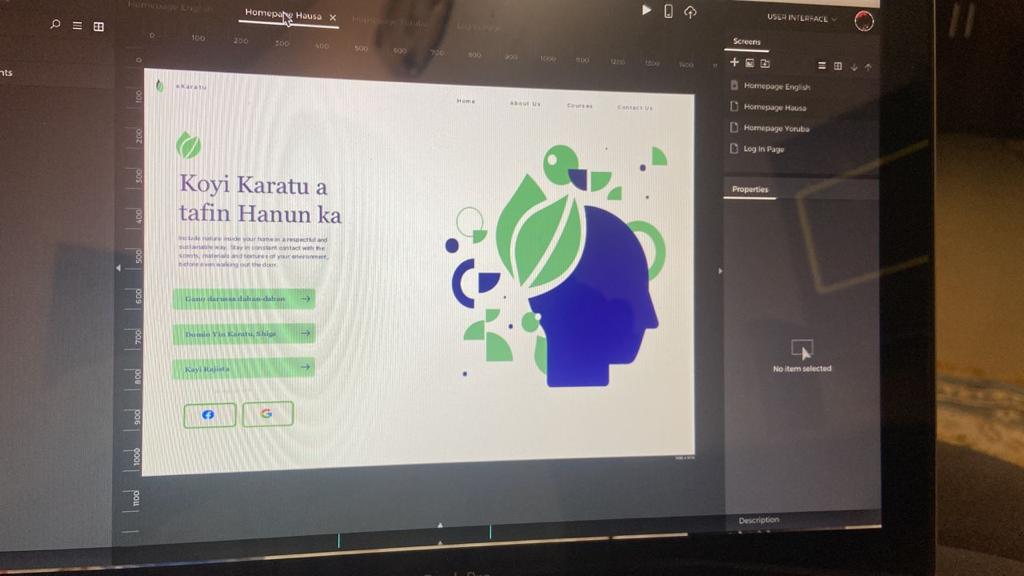 Homepage English
Homepage Hausa
Homepage Yoruba
Log In Page
USER INTERFACE
nts
0 100 200 300 400 500 600 700 800 900 1000 1100 1200 1300 1400
0
100
200
300
400
500
600
700
800
900
1000
1100
eKaratu
Home About Us Courses Contact Us
Koyi Karatu a
tafin Hanun ka
Include nature inside your home in a respectful and
sustainable way. Stay in constant contact with the
scents, materials and textures of your environment,
before even walking out the door.
Gano darussa daban-daban
Domin Yin Karatu, Shiga
Kayi Rajista
Screens
Homepage English
Homepage Hausa
Homepage Yoruba
Log In Page
Properties
No item selected
Description